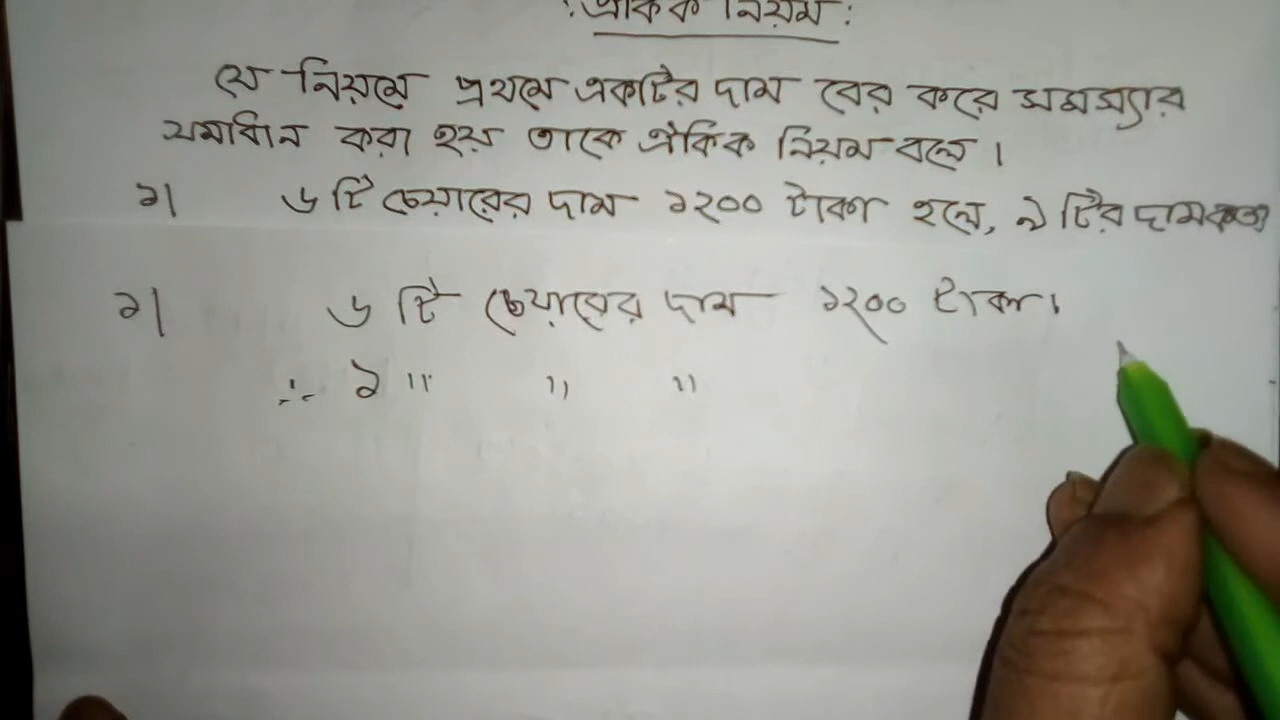 :ঐকিক নিয়ম:
যে নিয়মে প্রথমে একটির দাম বের করে সমস্যার
সমাধান করা হয় তাকে ঐকিক নিয়ম বলে।
১। ৬ টি চেয়ারের দাম ১২০০ টাকা হলে, ৯ টির দাম কত
১। ৬ টি চেয়ারের দাম ১২০০ টাকা।
∴ ১ " " "